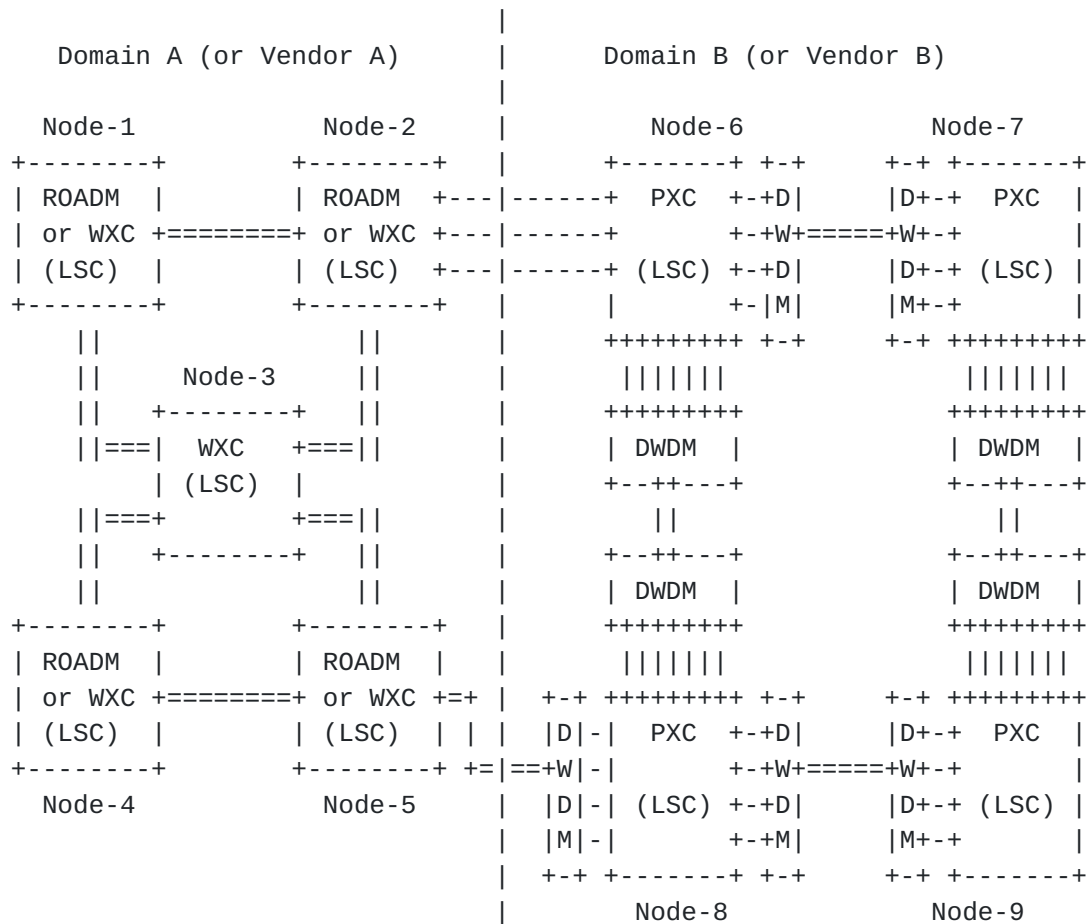 |
   Domain A (or Vendor A)       |      Domain B (or Vendor B)
                                |
  Node-1            Node-2      |         Node-6            Node-7
+--------+        +--------+    |      +-------+ +-+     +-+ +-------+
| ROADM  |        | ROADM  +---|------+  PXC  +-+D|     |D+-+  PXC  |
| or WXC +========+ or WXC +---|------+       +-+W+=====+W+-+       |
| (LSC)  |        | (LSC)  +---|------+ (LSC) +-+D|     |D+-+ (LSC) |
+--------+        +--------+    |      |       +-|M|     |M+-+       |
    ||                ||        |      +++++++++ +-+     +-+ +++++++++
    ||     Node-3     ||        |       |||||||               |||||||
    ||   +--------+   ||        |      +++++++++             +++++++++
    ||===|  WXC   +===||        |      | DWDM  |             | DWDM  |
         | (LSC)  |             |      +--++---+             +--++---+
    ||===+        +===||        |         ||                    ||
    ||   +--------+   ||        |      +--++---+             +--++---+
    ||                ||        |      | DWDM  |             | DWDM  |
+--------+        +--------+    |      +++++++++             +++++++++
| ROADM  |        | ROADM  |    |       |||||||               |||||||
| or WXC +========+ or WXC +=+  |  +-+ +++++++++ +-+     +-+ +++++++++
| (LSC)  |        | (LSC)  | |  |  |D|-|  PXC  +-+D|     |D+-+  PXC  |
+--------+        +--------+ +=|==+W|-|       +-+W+=====+W+-+       |
  Node-4            Node-5      |  |D|-| (LSC) +-+D|     |D+-+ (LSC) |
                                |  |M|-|       +-+M|     |M+-+       |
                                |  +-+ +-------+ +-+     +-+ +-------+
                                |        Node-8             Node-9